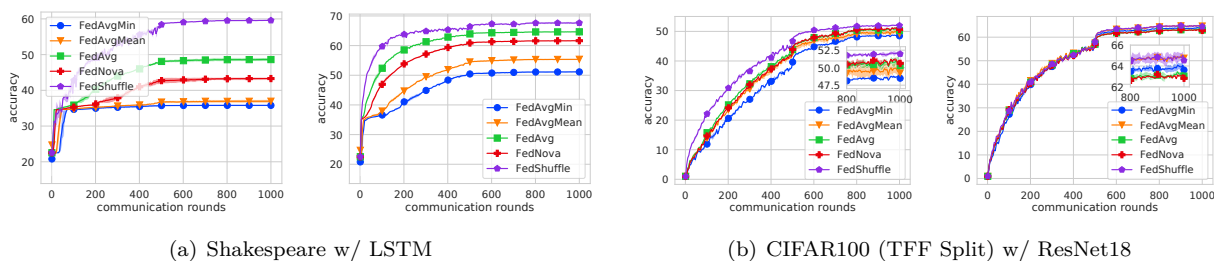 60
50
40
30
20
accuracy
FedAvgMin
FedAvgMean
FedAvg
FedNova
FedShuffle
0 200 400 600 800 1000
communication rounds
70
60
50
40
30
20
accuracy
FedAvgMin
FedAvgMean
FedAvg
FedNova
FedShuffle
0 200 400 600 800 1000
communication rounds
(a) Shakespeare w/ LSTM
50
40
30
20
10
0
accuracy
52.5
50.0
47.5
800 1000
FedAvgMin
FedAvgMean
FedAvg
FedNova
FedShuffle
0 200 400 600 800 1000
communication rounds
60
50
40
30
20
10
0
accuracy
66
64
62
800 1000
FedAvgMin
FedAvgMean
FedAvg
FedNova
FedShuffle
0 200 400 600 800 1000
communication rounds
(b) CIFAR100 (TFF Split) w/ ResNet18